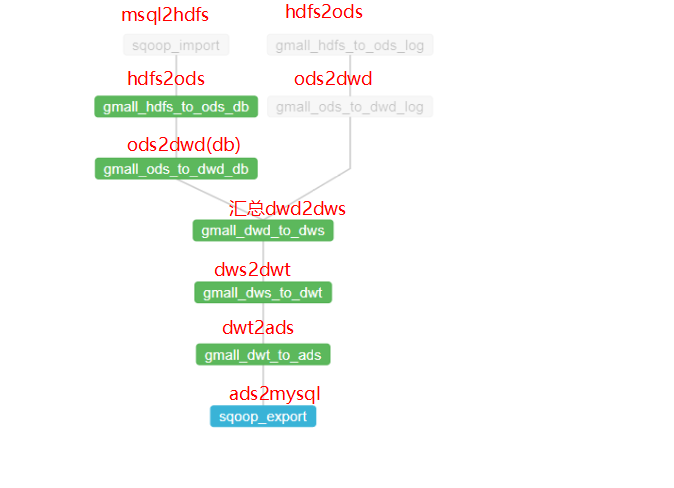 msql2hdfs
hdfs2ods
sqoop_import
gmall_hdfs_to_ods_log
hdfs2ods
ods2dwd
gmall_hdfs_to_ods_db
gmall_ods_to_dwd_log
ods2dwd(db)
gmall_ods_to_dwd_db
汇总dwd2dws
gmall_dwd_to_dws
dws2dwt
gmall_dws_to_dwt
dwt2ads
gmall_dwt_to_ads
ads2mysql
sqoop_export